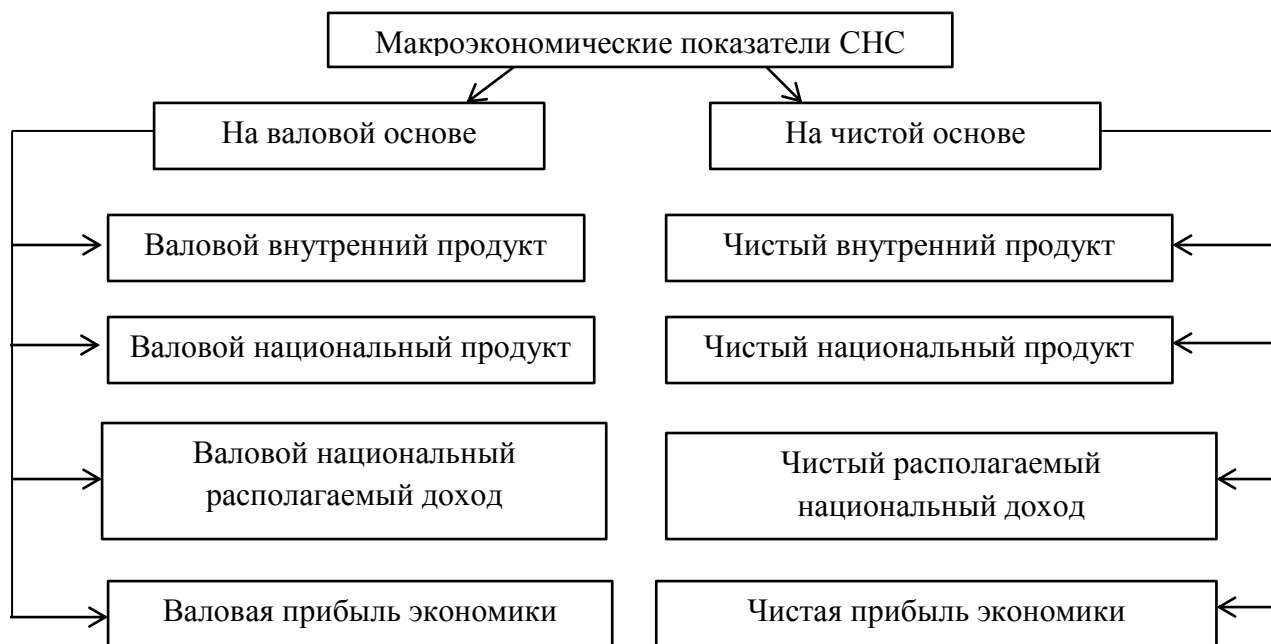 Макроэкономические показатели СНС
На валовой основе
На чистой основе
Валовой внутренний продукт
Чистый внутренний продукт
Валовой национальный продукт
Чистый национальный продукт
Валовой национальный
располагаемый доход
Чистый располагаемый
национальный доход
Валовая прибыль экономики
Чистая прибыль экономики